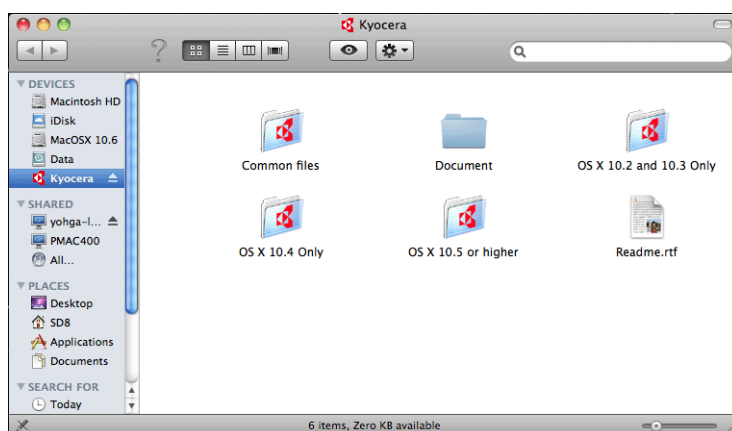 Kyocera
DEVICES
Macintosh HD
iDisk
MacOSX 10.6
Data
Kyocera
SHARED
yohga-l...
PMAC400
All...
PLACES
Desktop
SD8
Applications
Documents
SEARCH FOR
Today
Common files
Document
OS X 10.2 and 10.3 Only
OS X 10.4 Only
OS X 10.5 or higher
Readme.rtf
6 items, Zero KB available